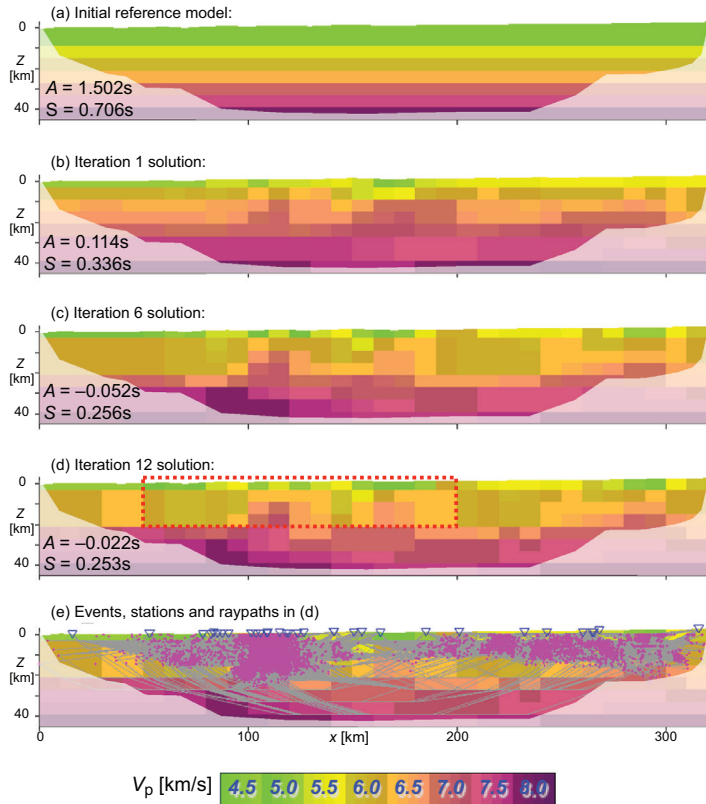 (a) Initial reference model:
0
Z
[km]
40
A = 1.502s
S = 0.706s
(b) Iteration 1 solution:
0
Z
[km]
40
A = 0.114s
S = 0.336s
(c) Iteration 6 solution:
0
Z
[km]
40
A = –0.052s
S = 0.256s
(d) Iteration 12 solution:
0
Z
[km]
40
A = –0.022s
S = 0.253s
(e) Events, stations and raypaths in (d)
0
Z
[km]
40
0 100 x [km] 200 300
Vp [km/s] 4.5 5.0 5.5 6.0 6.5 7.0 7.5 8.0